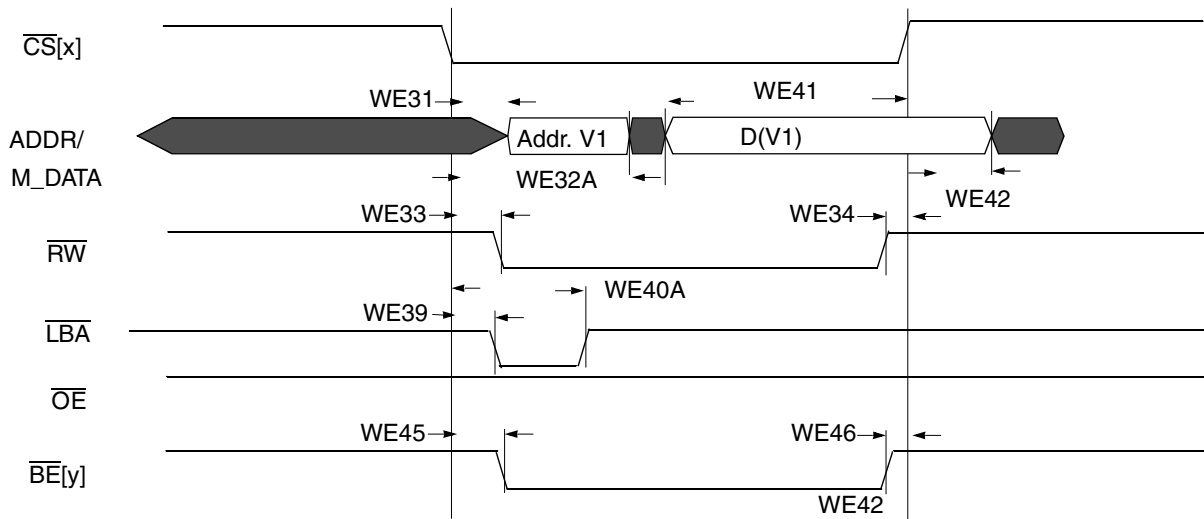 CS[x]
WE31
WE41
ADDR/
M_DATA
Addr. V1
D(V1)
WE32A
WE42
WE33
WE34
RW
WE40A
WE39
LBA
OE
WE45
WE46
BE[y]
WE42